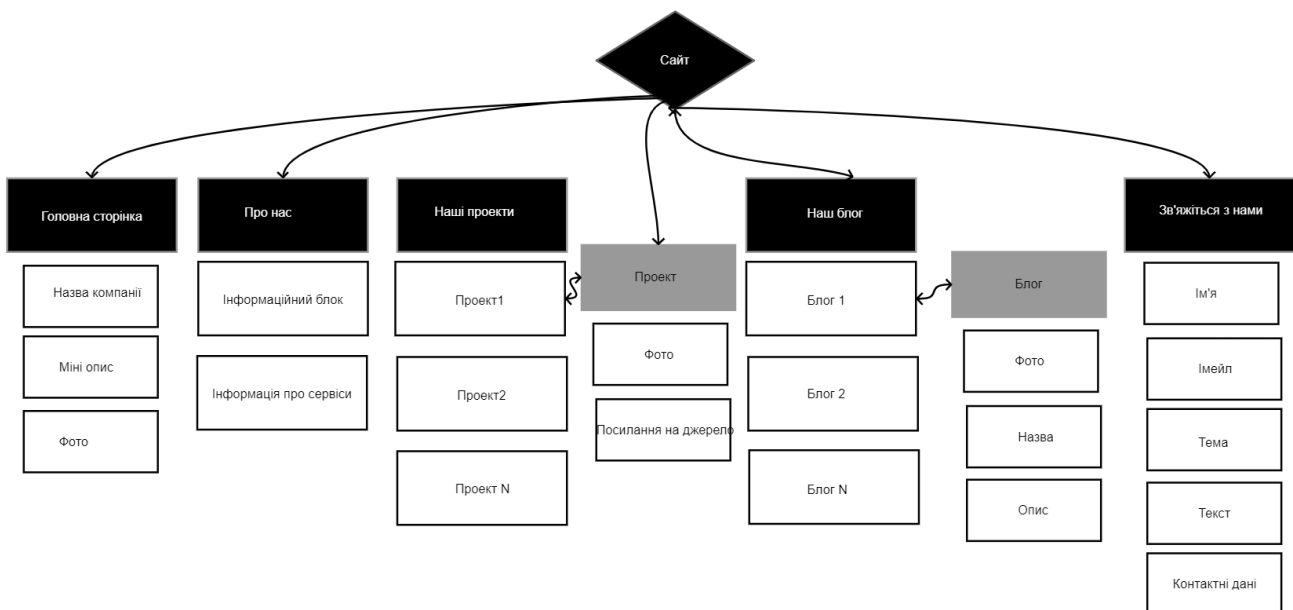 Сайт
Головна сторінка
Назва компанії
Міні опис
Фото
Про нас
Інформаційний блок
Інформація про сервіси
Наші проекти
Проект1
Проект2
Проект N
Проект
Фото
Посилання на джерело
Наш блог
Блог 1
Блог 2
Блог N
Блог
Фото
Назва
Опис
Зв'яжіться з нами
Ім'я
Імейл
Тема
Текст
Контактні дані